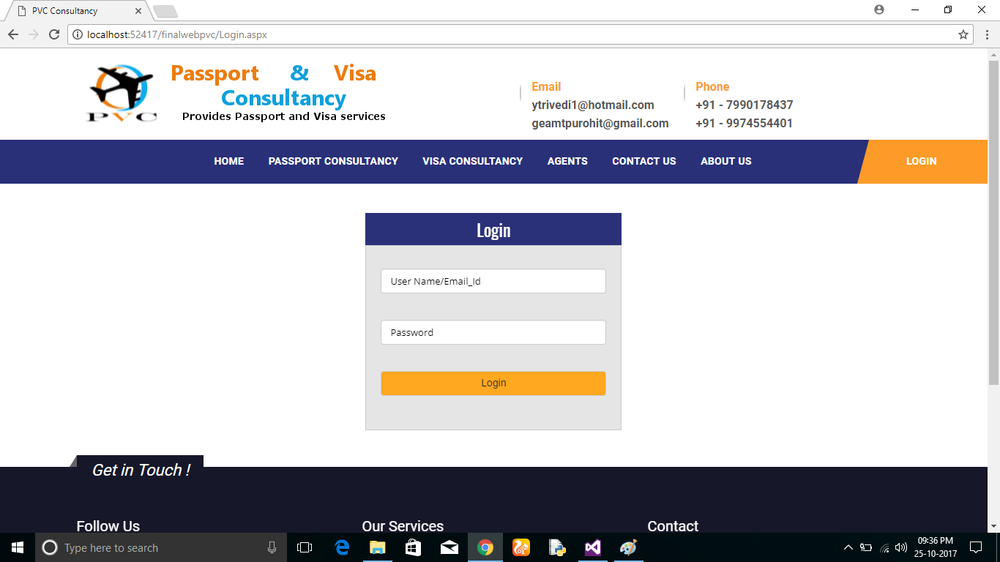 PVC Consultancy
localhost:52417/finalwebpvc/Login.aspx
PVC
Passport & Visa
Consultancy
Provides Passport and Visa services
Email
ytrivedi1@hotmail.com
geamtpurohit@gmail.com
Phone
+91 - 7990178437
+91 - 9974554401
HOME PASSPORT CONSULTANCY VISA CONSULTANCY AGENTS CONTACT US ABOUT US LOGIN
Login
User Name/Email_Id
Password
Login
Get in Touch !
Follow Us Our Services Contact
Type here to search
09:36 PM
25-10-2017